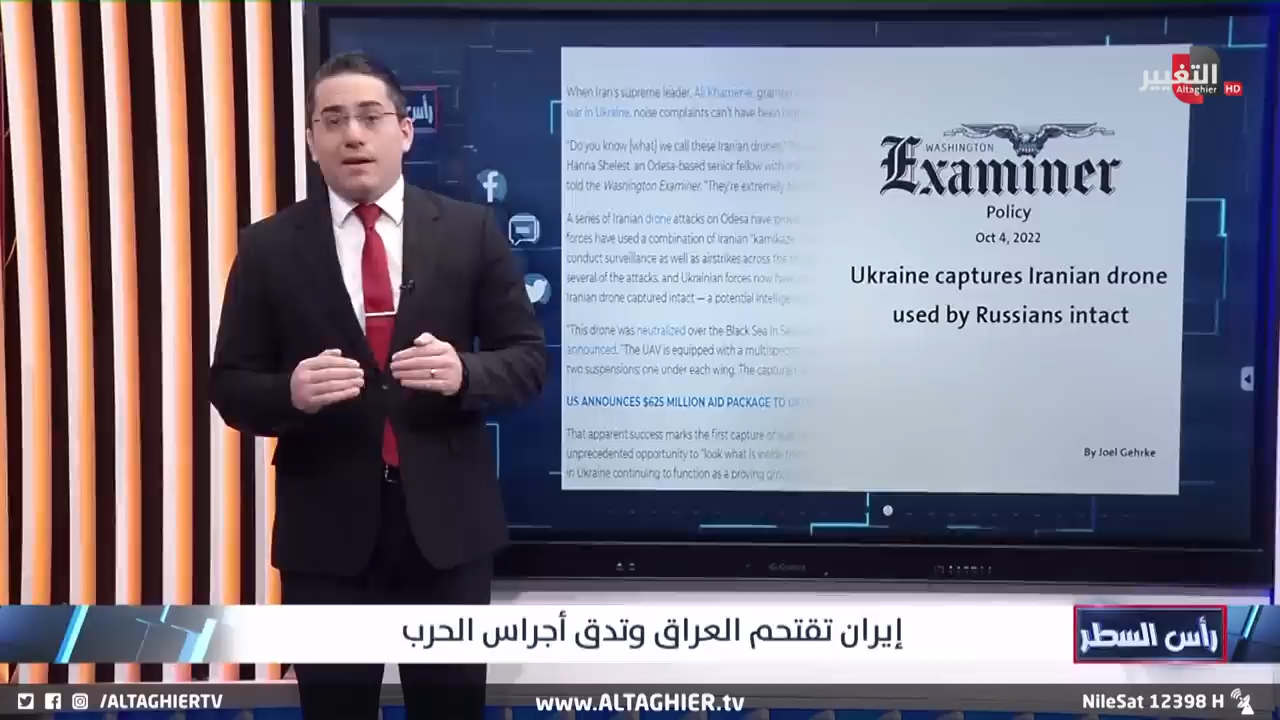 التغيير
Altaghier
HD
رأس
When Iran's supreme leader, Ali Khamenei,
war in Ukraine, noise complaints can't have been
"Do you know [what] we call these Iranian drones?
Hanna Shelest, an Odesa-based senior fellow with
told the Washington Examiner. "They're extremely
A series of Iranian drone attacks on Odesa have
forces have used a combination of Iranian "kamikaze
conduct surveillance as well as airstrikes across the
several of the attacks, and Ukrainian forces now have
Iranian drone captured intact — a potential
"This drone was neutralized over the Black Sea in
announced. "The UAV is equipped with a
two suspensions: one under each wing. The
US ANNOUNCES $625 MILLION AID PACKAGE TO
That apparent success marks the first capture of
unprecedented opportunity to "look what is inside
in Ukraine continuing to function as a proving
WASHINGTON
Examiner
Policy
Oct 4, 2022
Ukraine captures Iranian drone
used by Russians intact
By Joel Gehrke
إيران تقتحم العراق وتدق أجراس الحرب
رأس السطر
/ALTAGHIERTV
www.ALTAGHIER.tv
NileSat 12398 H